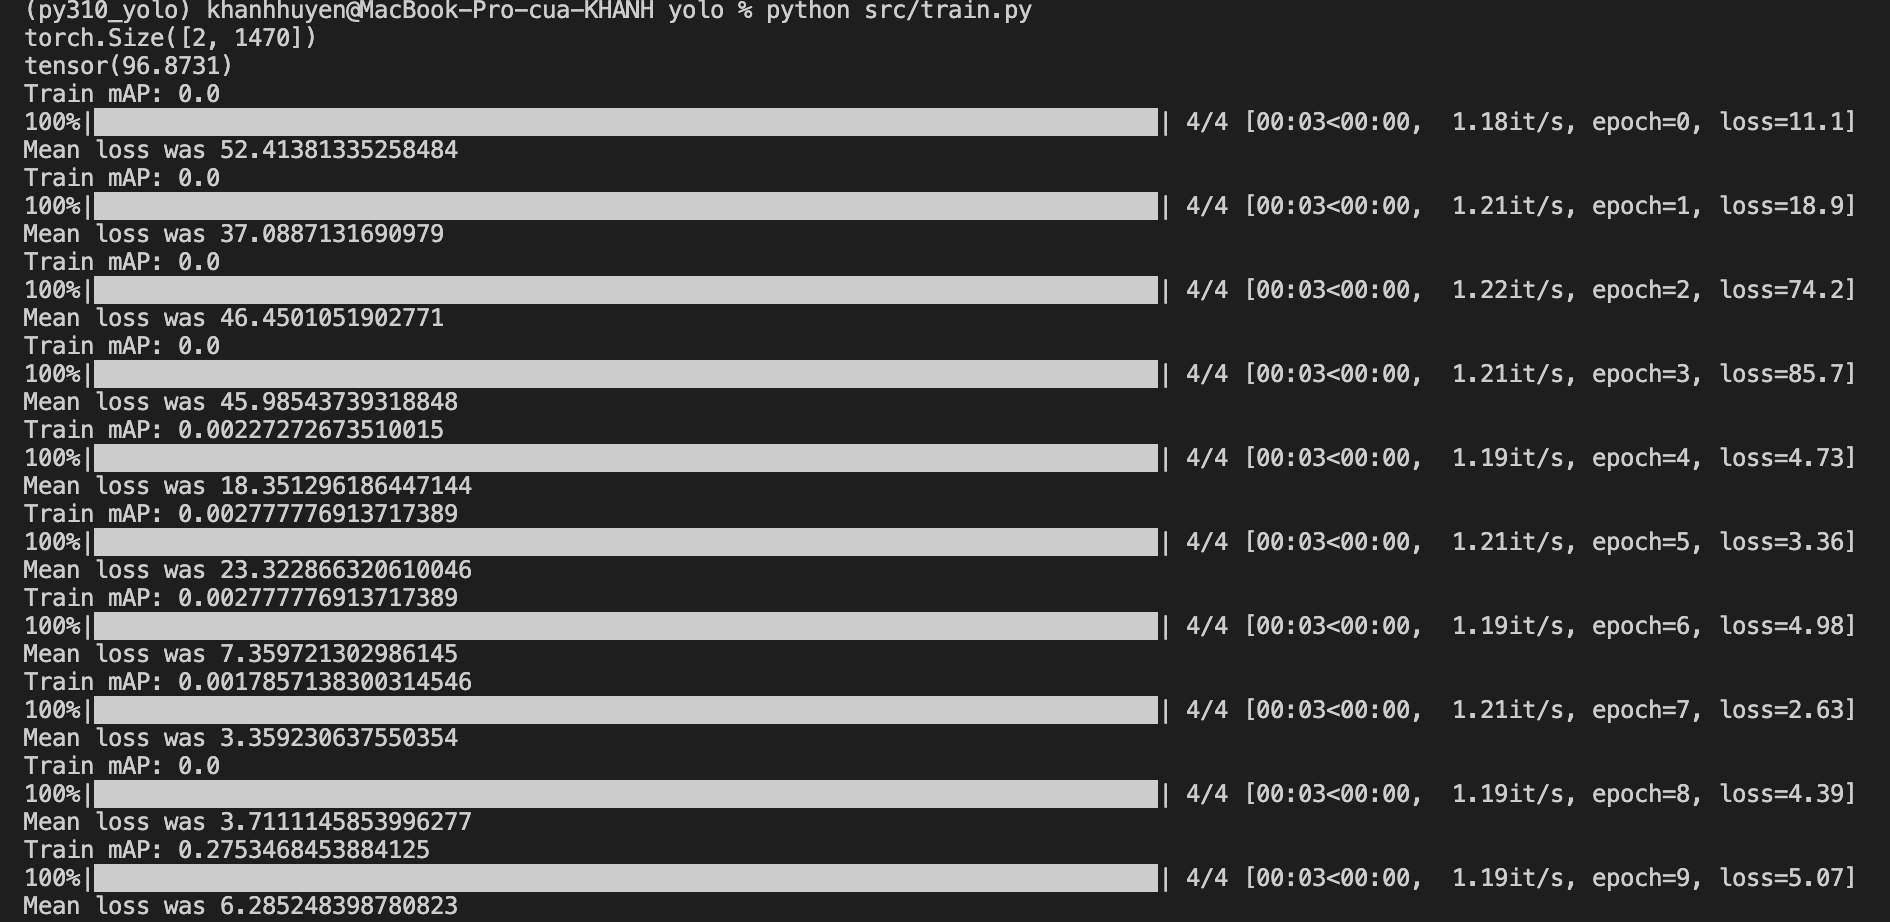 (py310_yolo) khanhhuyen@MacBook-Pro-cua-KHANH yolo % python src/train.py
torch.Size([2, 1470])
tensor(96.8731)
Train mAP: 0.0
100%|| 4/4 [00:03<00:00,  1.18it/s, epoch=0, loss=11.1]
Mean loss was 52.41381335258484
Train mAP: 0.0
100%|| 4/4 [00:03<00:00,  1.21it/s, epoch=1, loss=18.9]
Mean loss was 37.0887131690979
Train mAP: 0.0
100%|| 4/4 [00:03<00:00,  1.22it/s, epoch=2, loss=74.2]
Mean loss was 46.4501051902771
Train mAP: 0.0
100%|| 4/4 [00:03<00:00,  1.21it/s, epoch=3, loss=85.7]
Mean loss was 45.98543739318848
Train mAP: 0.00227272673510015
100%|| 4/4 [00:03<00:00,  1.19it/s, epoch=4, loss=4.73]
Mean loss was 18.351296186447144
Train mAP: 0.002777776913717389
100%|| 4/4 [00:03<00:00,  1.21it/s, epoch=5, loss=3.36]
Mean loss was 23.322866320610046
Train mAP: 0.002777776913717389
100%|| 4/4 [00:03<00:00,  1.19it/s, epoch=6, loss=4.98]
Mean loss was 7.359721302986145
Train mAP: 0.0017857138300314546
100%|| 4/4 [00:03<00:00,  1.21it/s, epoch=7, loss=2.63]
Mean loss was 3.359230637550354
Train mAP: 0.0
100%|| 4/4 [00:03<00:00,  1.19it/s, epoch=8, loss=4.39]
Mean loss was 3.7111145853996277
Train mAP: 0.2753468453884125
100%|| 4/4 [00:03<00:00,  1.19it/s, epoch=9, loss=5.07]
Mean loss was 6.285248398780823